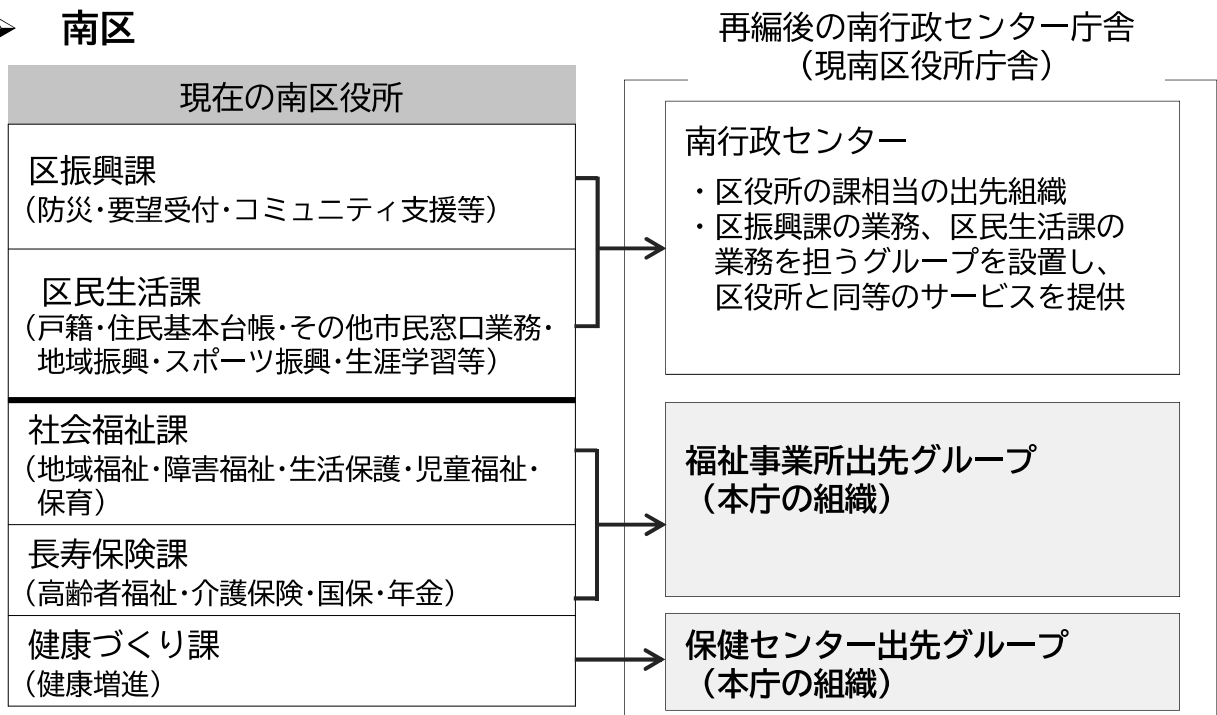 ➢ 南区
現在の南区役所
区振興課
（防災･要望受付･コミュニティ支援等）
区民生活課
（戸籍･住民基本台帳･その他市民窓口業務･
地域振興･スポーツ振興･生涯学習等）
社会福祉課
（地域福祉･障害福祉･生活保護･児童福祉･
保育）
長寿保険課
（高齢者福祉･介護保険･国保･年金）
健康づくり課
（健康増進）
再編後の南行政センター庁舎
（現南区役所庁舎）
南行政センター
・区役所の課相当の出先組織
・区振興課の業務、区民生活課の
業務を担うグループを設置し、
区役所と同等のサービスを提供
福祉事業所出先グループ
（本庁の組織）
保健センター出先グループ
（本庁の組織）